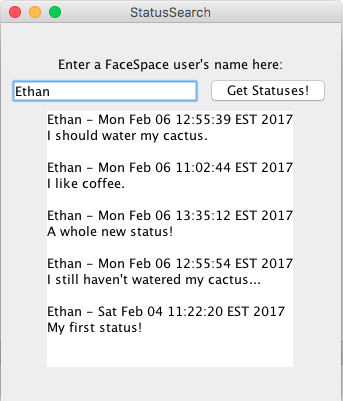 StatusSearch
Enter a FaceSpace user's name here:
Ethan
Get Statuses!
Ethan - Mon Feb 06 12:55:39 EST 2017
I should water my cactus.
Ethan - Mon Feb 06 11:02:44 EST 2017
I like coffee.
Ethan - Mon Feb 06 13:35:12 EST 2017
A whole new status!
Ethan - Mon Feb 06 12:55:54 EST 2017
I still haven't watered my cactus...
Ethan - Sat Feb 04 11:22:20 EST 2017
My first status!